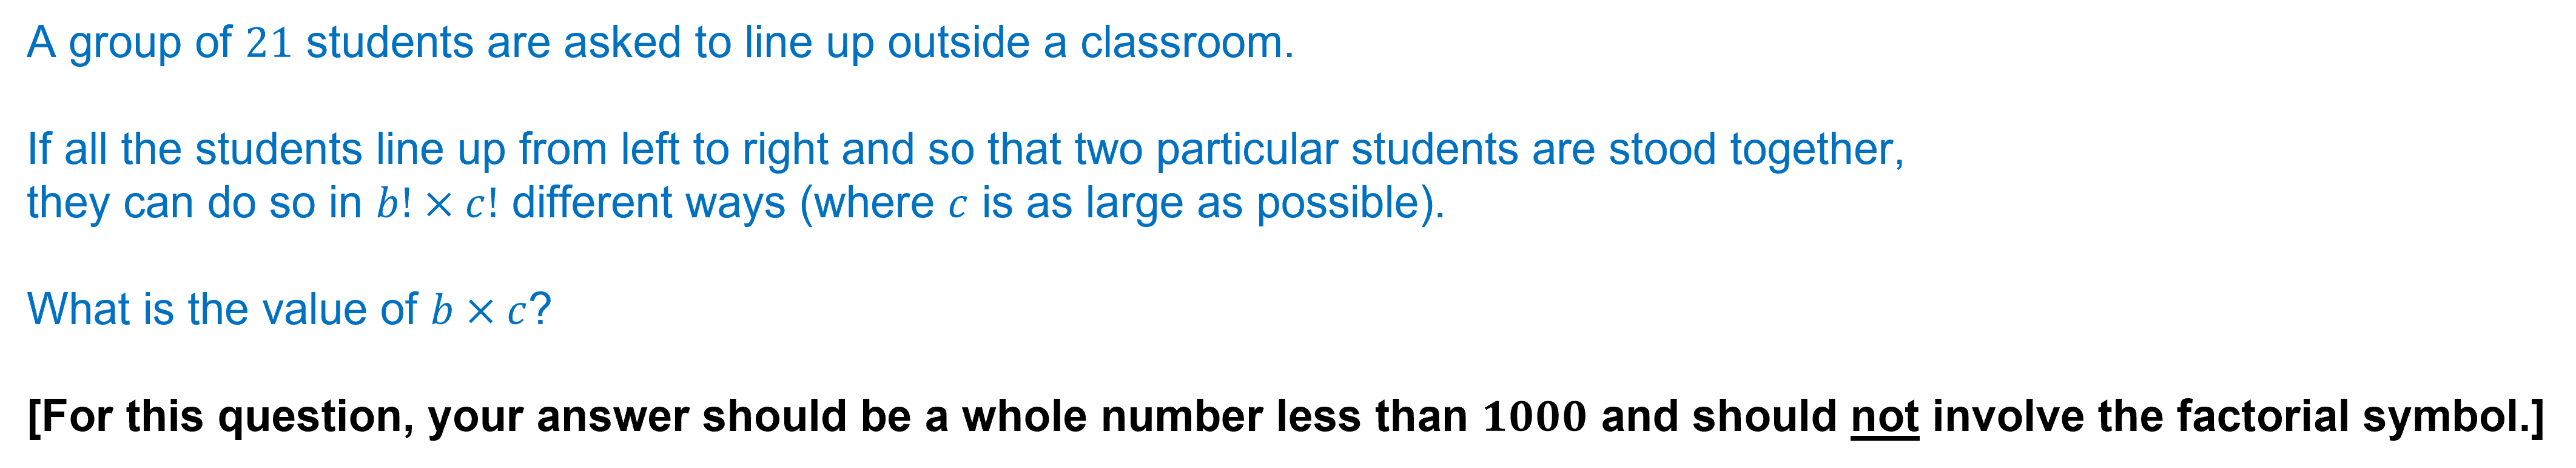 A group of 21 students are asked to line up outside a classroom.
If all the students line up from left to right and so that two particular students are stood together,
they can do so in b! × c! different ways (where c is as large as possible).
What is the value of b × c?
[For this question, your answer should be a whole number less than 1000 and should not involve the factorial symbol.]